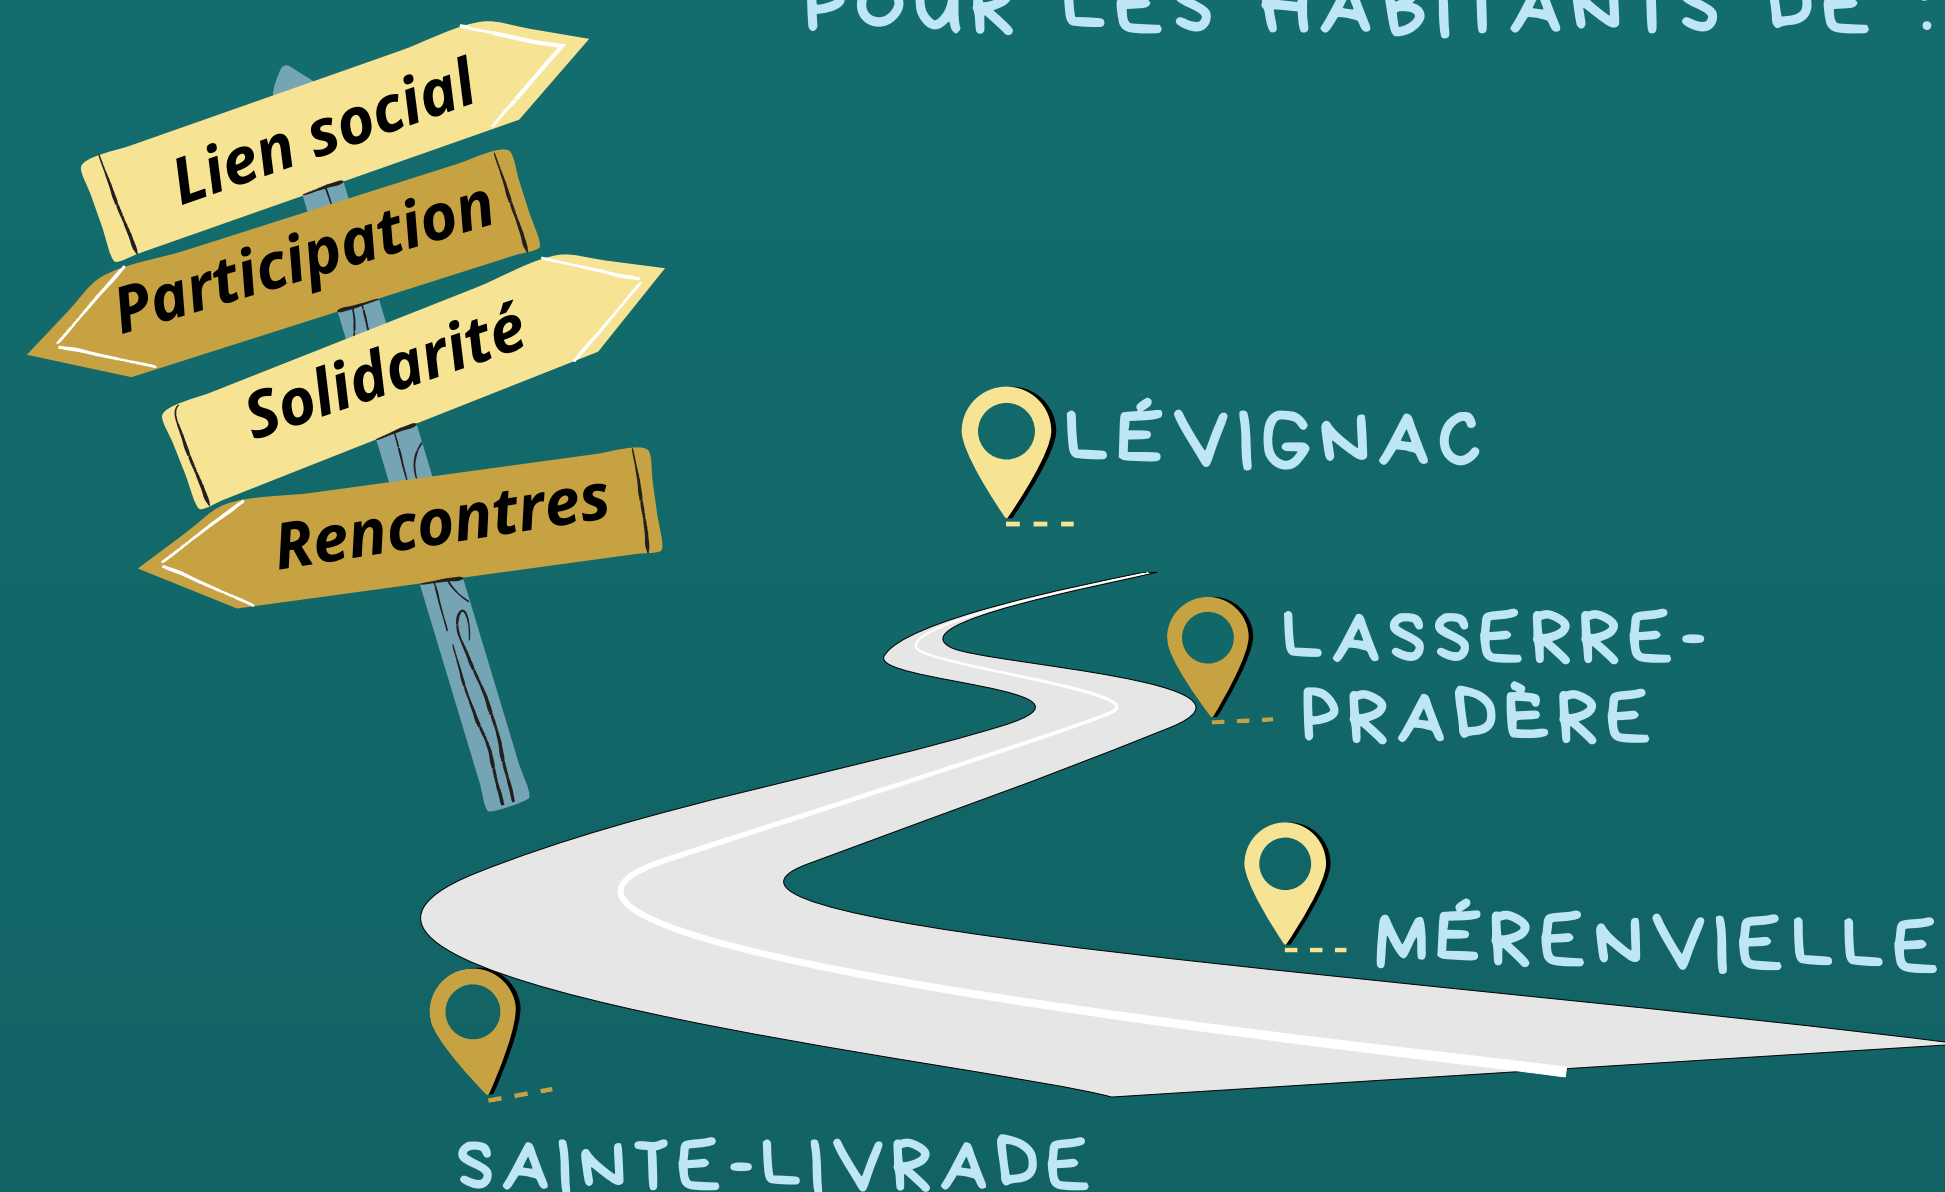 POUR LES HABITANTS DE :
Lien social
Participation
Solidarité
Rencontres
LÉVIGNAC
LASSERRE-
PRADÈRE
MÉRENVIELLE
SAINTE-LIVRADE